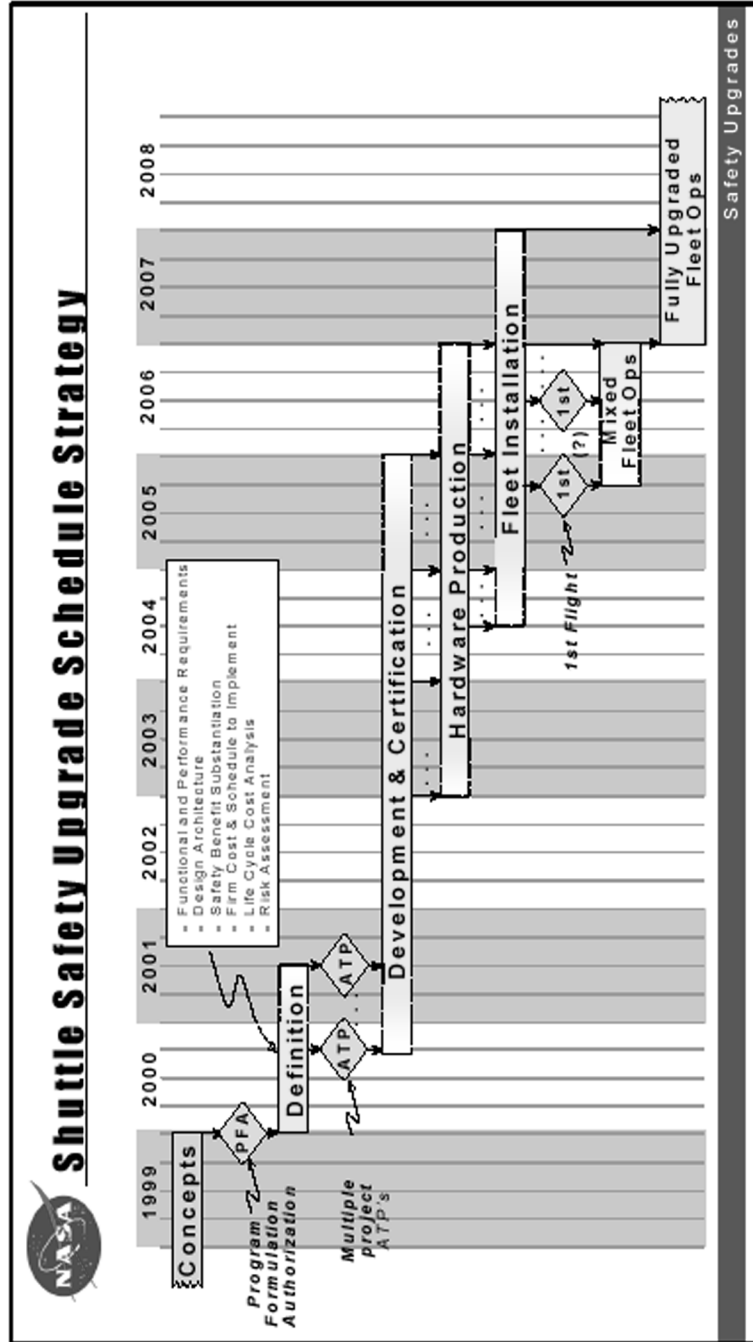 NASA
Shuttle Safety Upgrade Schedule Strategy
1999 2000 2001 2002 2003 2004 2005 2006 2007 2008
Concepts
- Functional and Performance Requirements
- Design Architecture
- Safety Benefit Substantiation
- Firm Cost & Schedule to Implement
- Life Cycle Cost Analysis
- Risk Assessment
PFA
Program
Formulation
Authorization
Definition
ATP
ATP
Multiple
project
ATP's
Development & Certification
Hardware Production
Fleet Installation
1st Flight
1st
(?)
1st
Mixed
Fleet Ops
Fully Upgraded
Fleet Ops
Safety Upgrades